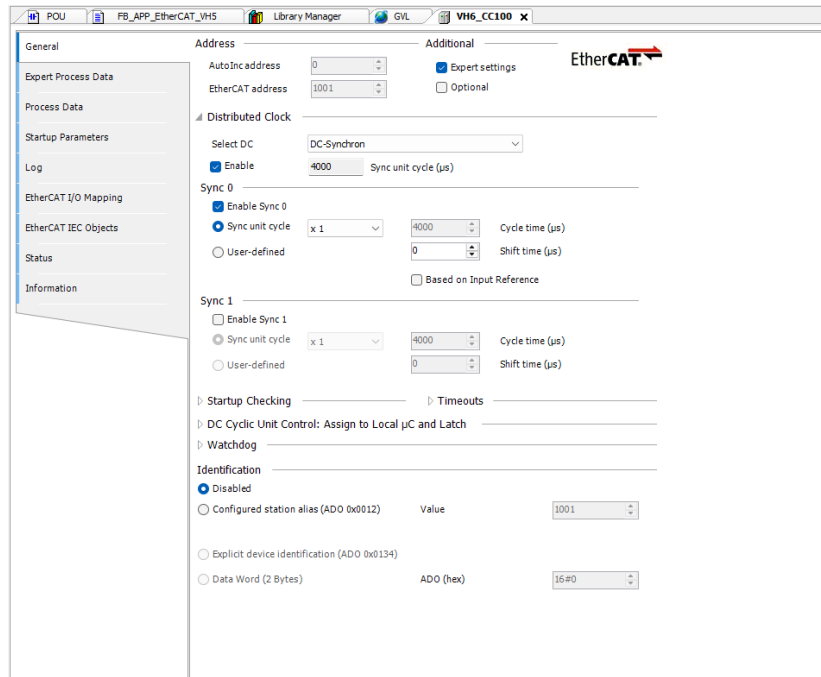 POU FB_APP_EtherCAT_VH5 Library Manager GVL VH6_CC100
General
Expert Process Data
Process Data
Startup Parameters
Log
EtherCAT I/O Mapping
EtherCAT IEC Objects
Status
Information
Address Additional
AutoInc address 0 Expert settings
EtherCAT address 1001 Optional
EtherCAT.
Distributed Clock
Select DC DC-Synchron
Enable 4000 Sync unit cycle (µs)
Sync 0
Enable Sync 0
Sync unit cycle x 1 4000 Cycle time (µs)
User-defined 0 Shift time (µs)
Based on Input Reference
Sync 1
Enable Sync 1
Sync unit cycle x 1 4000 Cycle time (µs)
User-defined 0 Shift time (µs)
Startup Checking Timeouts
DC Cyclic Unit Control: Assign to Local µC and Latch
Watchdog
Identification
Disabled
Configured station alias (ADO 0x0012) Value 1001
Explicit device identification (ADO 0x0134)
Data Word (2 Bytes) ADO (hex) 16#0